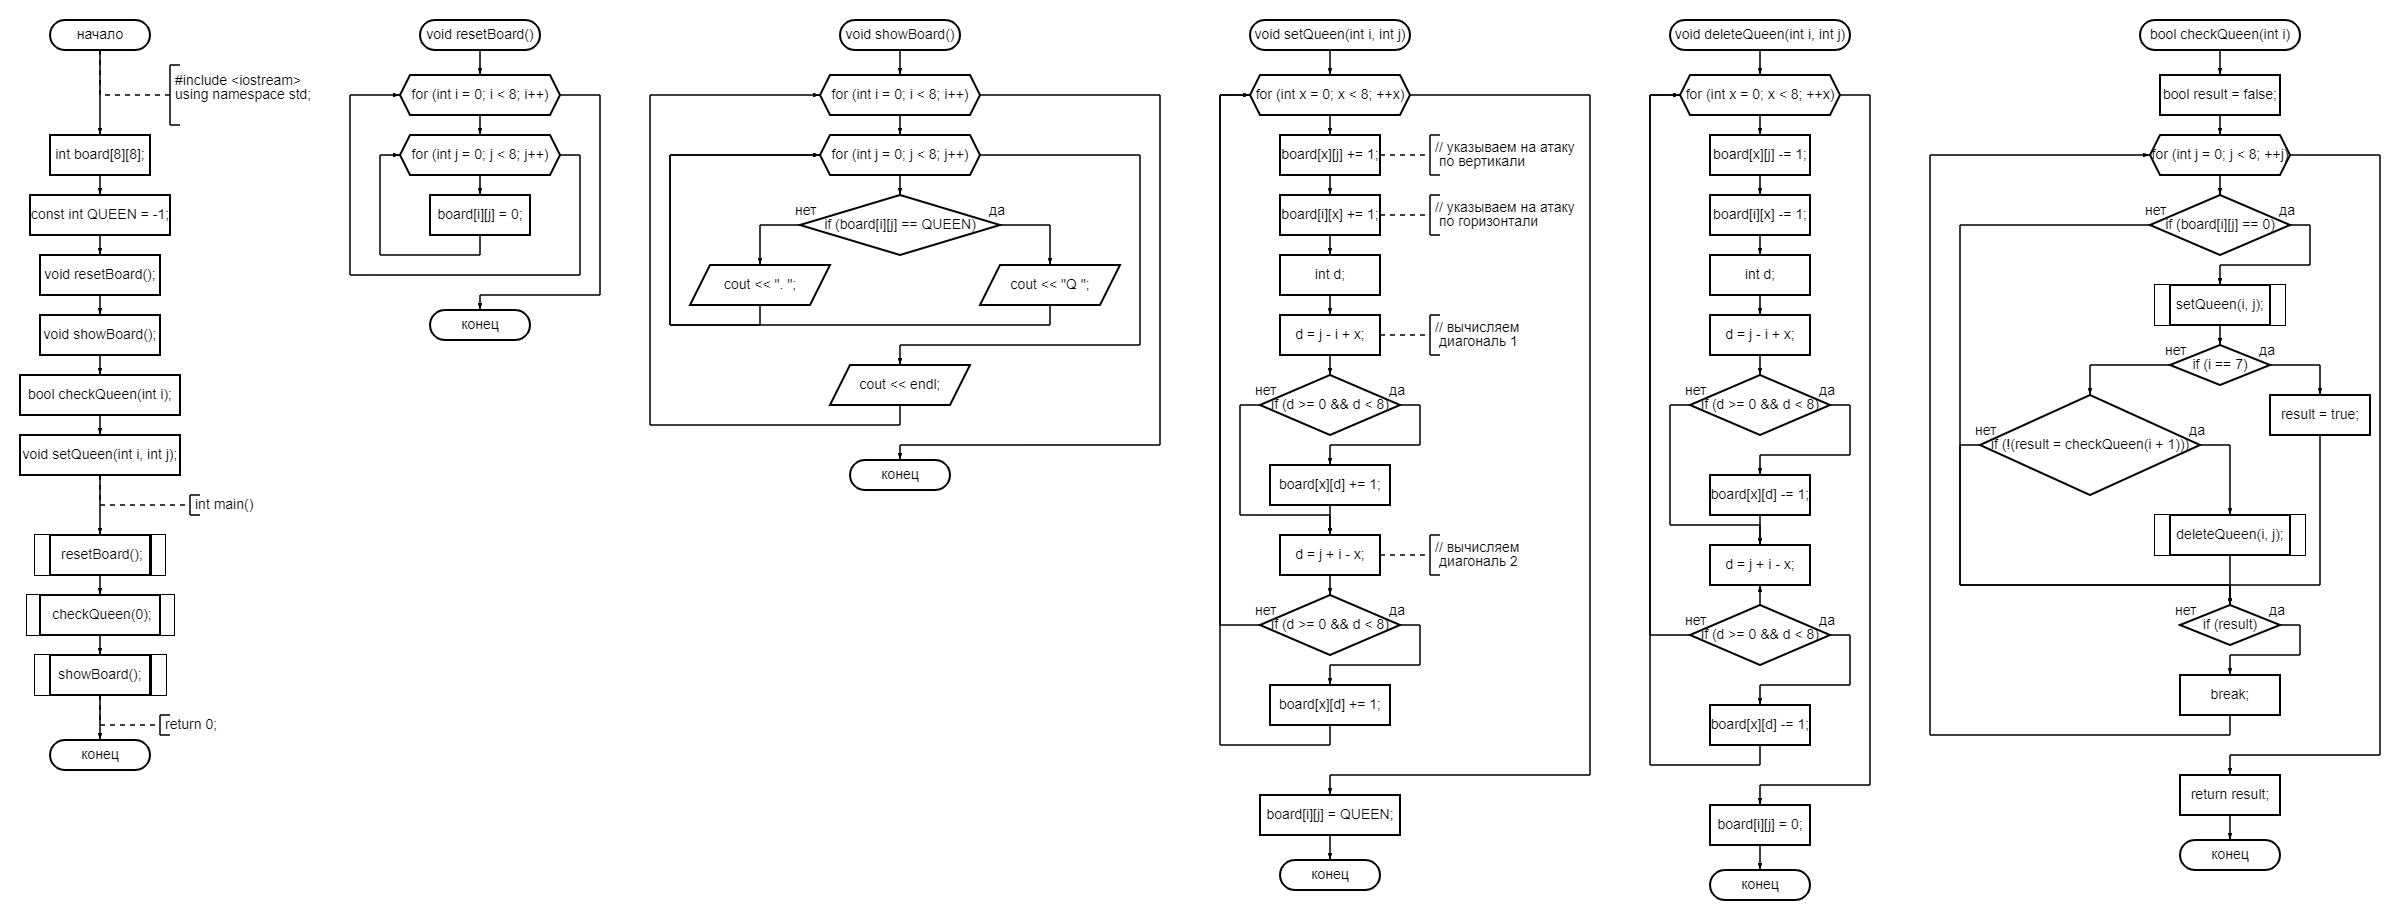 начало
#include <iostream>
using namespace std;
int board[8][8];
const int QUEEN = -1;
void resetBoard();
void showBoard();
bool checkQueen(int i);
void setQueen(int i, int j);
int main()
resetBoard();
checkQueen(0);
showBoard();
return 0;
конец
void resetBoard()
for (int i = 0; i < 8; i++)
for (int j = 0; j < 8; j++)
board[i][j] = 0;
конец
void showBoard()
for (int i = 0; i < 8; i++)
for (int j = 0; j < 8; j++)
нет
да
if (board[i][j] == QUEEN)
cout << ". ";
cout << "Q ";
cout << endl;
конец
void setQueen(int i, int j)
for (int x = 0; x < 8; ++x)
board[x][j] += 1;
// указываем на атаку
по вертикали
board[i][x] += 1;
// указываем на атаку
по горизонтали
int d;
d = j - i + x;
// вычисляем
диагональ 1
нет
да
if (d >= 0 && d < 8)
board[x][d] += 1;
d = j + i - x;
// вычисляем
диагональ 2
нет
да
if (d >= 0 && d < 8)
board[x][d] += 1;
board[i][j] = QUEEN;
конец
void deleteQueen(int i, int j)
for (int x = 0; x < 8; ++x)
board[x][j] -= 1;
board[i][x] -= 1;
int d;
d = j - i + x;
нет
да
if (d >= 0 && d < 8)
board[x][d] -= 1;
d = j + i - x;
нет
да
if (d >= 0 && d < 8)
board[x][d] -= 1;
board[i][j] = 0;
конец
bool checkQueen(int i)
bool result = false;
for (int j = 0; j < 8; ++j)
нет
да
if (board[i][j] == 0)
setQueen(i, j);
нет
да
if (i == 7)
result = true;
нет
да
if (!(result = checkQueen(i + 1)))
deleteQueen(i, j);
нет
да
if (result)
break;
return result;
конец